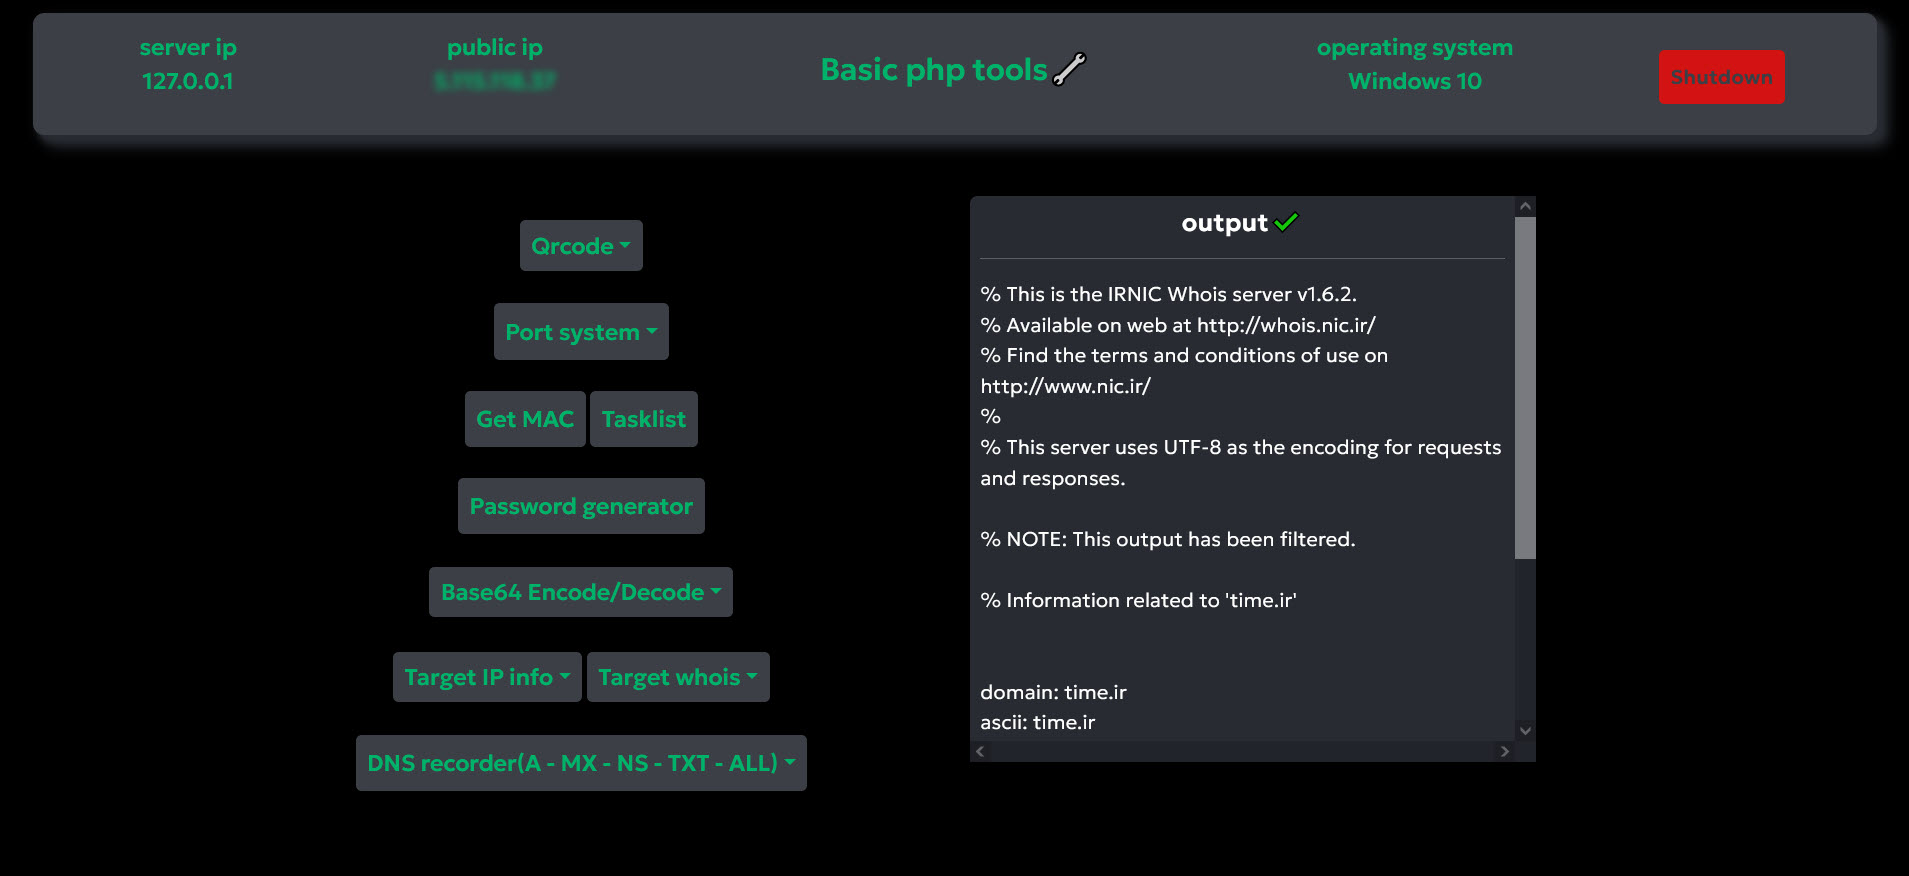 server ip
127.0.0.1
public ip
Basic php tools
operating system
Windows 10
Shutdown
Qrcode
Port system
Get MAC
Tasklist
Password generator
Base64 Encode/Decode
Target IP info
Target whois
DNS recorder(A - MX - NS - TXT - ALL)
output
% This is the IRNIC Whois server v1.6.2.
% Available on web at http://whois.nic.ir/
% Find the terms and conditions of use on
http://www.nic.ir/
%
% This server uses UTF-8 as the encoding for requests
and responses.
% NOTE: This output has been filtered.
% Information related to 'time.ir'
domain: time.ir
ascii: time.ir